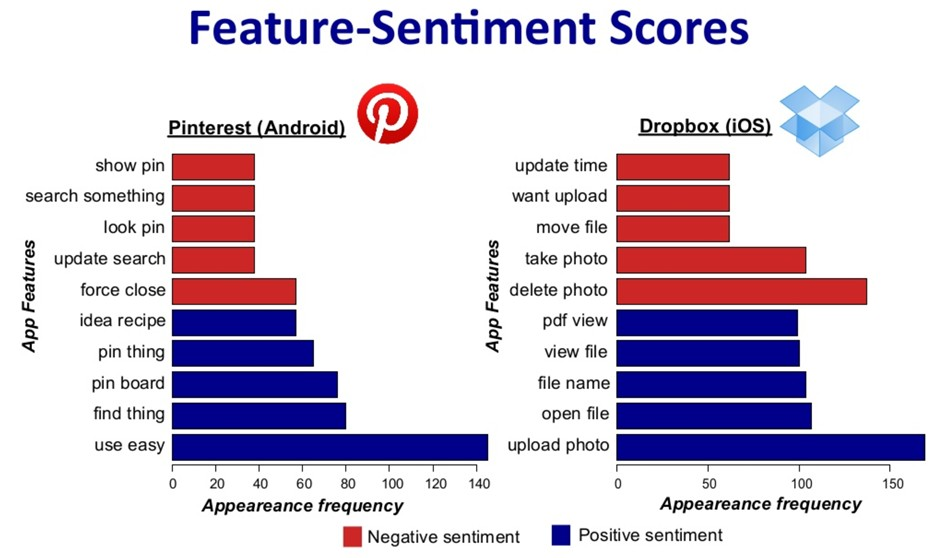 Feature-Sentiment Scores
Pinterest (Android)
show pin
search something
look pin
update search
force close
idea recipe
pin thing
pin board
find thing
use easy
App Features
0 20 40 60 80 100 120 140
Appeareance frequency
Dropbox (iOS)
update time
want upload
move file
take photo
delete photo
pdf view
view file
file name
open file
upload photo
App Features
0 50 100 150
Appeareance frequency
Negative sentiment
Positive sentiment